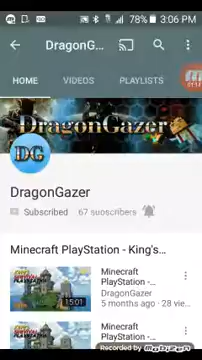 78% 3:06 PM
DragonG...
HOME VIDEOS PLAYLISTS
DragonGazer
DG
DragonGazer
Subscribed 67 subscribers
Minecraft PlayStation - King's...
Minecraft
PlayStation -...
DragonGazer
5 months ago · 28 vie...
15:01
Minecraft
PlayStation -...
Recorded by